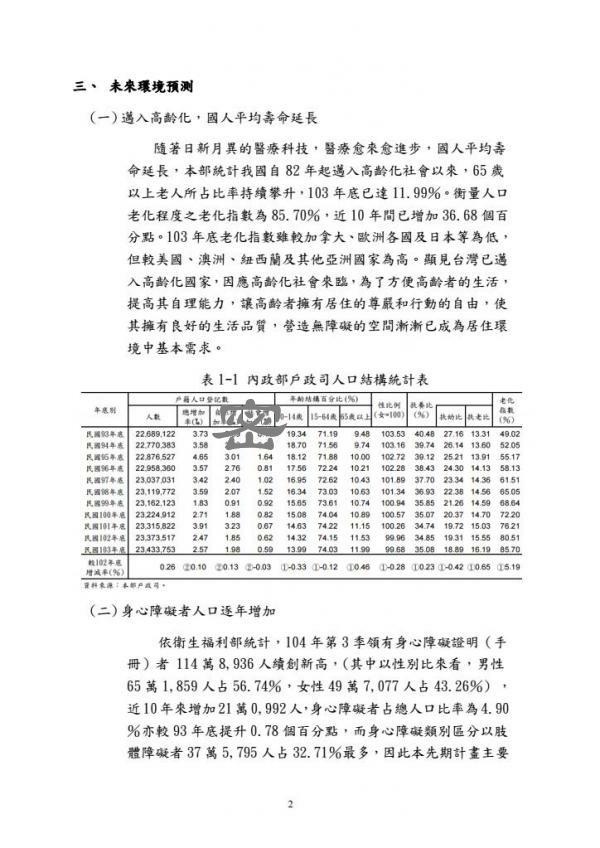 三、 未來環境預測
(一)邁入高齡化，國人平均壽命延長
隨著日新月異的醫療科技，醫療愈來愈進步，國人平均壽
命延長，本部統計我國自 82 年起邁入高齡化社會以來，65 歲
以上老人所占比率持續攀升，103 年底已達 11.99%。衡量人口
老化程度之老化指數為 85.70%，近 10 年間已增加 36.68 個百
分點。103 年底老化指數雖較加拿大、歐洲各國及日本等為低，
但較美國、澳洲、紐西蘭及其他亞洲國家為高。顯見台灣已邁
入高齡化國家，因應高齡化社會來臨，為了方便高齡者的生活，
提高其自理能力，讓高齡者擁有居住的尊嚴和行動的自由，使
其擁有良好的生活品質，營造無障礙的空間漸漸已成為居住環
境中基本需求。
表 1-1 內政部戶政司人口結構統計表
年底別 戶籍人口登記數 年齡結構百分比(%) 性比例(女=100) 扶養比(%) 扶幼比 扶老比 老化指數(%)
人數 總增加率(‰) 0-14歲 15-64歲 65歲以上
民國93年底 22,689,122 3.73 19.34 71.19 9.48 103.53 40.48 27.16 13.31 49.02
民國94年底 22,770,383 3.58 18.70 71.56 9.74 103.16 39.74 26.14 13.60 52.05
民國95年底 22,876,527 4.65 3.01 1.64 18.12 71.88 10.00 102.72 39.12 25.21 13.91 55.17
民國96年底 22,958,360 3.57 2.76 0.81 17.56 72.24 10.21 102.28 38.43 24.30 14.13 58.13
民國97年底 23,037,031 3.42 2.40 1.02 16.95 72.62 10.43 101.89 37.70 23.34 14.36 61.51
民國98年底 23,119,772 3.59 2.07 1.52 16.34 73.03 10.63 101.34 36.93 22.38 14.56 65.05
民國99年底 23,162,123 1.83 0.91 0.92 15.65 73.61 10.74 100.94 35.85 21.26 14.59 68.64
民國100年底 23,224,912 2.71 1.88 0.82 15.08 74.04 10.89 100.57 35.07 20.37 14.70 72.20
民國101年底 23,315,822 3.91 3.23 0.67 14.63 74.22 11.15 100.26 34.74 19.72 15.03 76.21
民國102年底 23,373,517 2.47 1.85 0.62 14.32 74.15 11.53 99.96 34.85 19.31 15.55 80.51
民國103年底 23,433,753 2.57 1.98 0.59 13.99 74.03 11.99 99.68 35.08 18.89 16.19 85.70
較102年底增減率(%) 0.26 ②0.10 ②0.13 ②-0.03 ①-0.33 ①-0.12 ①0.46 ①-0.28 ①0.23 ①-0.42 ①0.65 ①5.19
資料來源：本部戶政司。
(二)身心障礙者人口逐年增加
依衛生福利部統計，104 年第 3 季領有身心障礙證明（手
冊）者 114 萬 8,936 人續創新高，(其中以性別比來看，男性
65 萬 1,859 人占 56.74%，女性 49 萬 7,077 人占 43.26%)，
近10 年來增加21 萬 0,992 人,身心障礙者占總人口比率為 4.90
%亦較 93 年底提升 0.78 個百分點，而身心障礙類別區分以肢
體障礙者 37 萬 5,795 人占 32.71%最多，因此本先期計畫主要
密
2